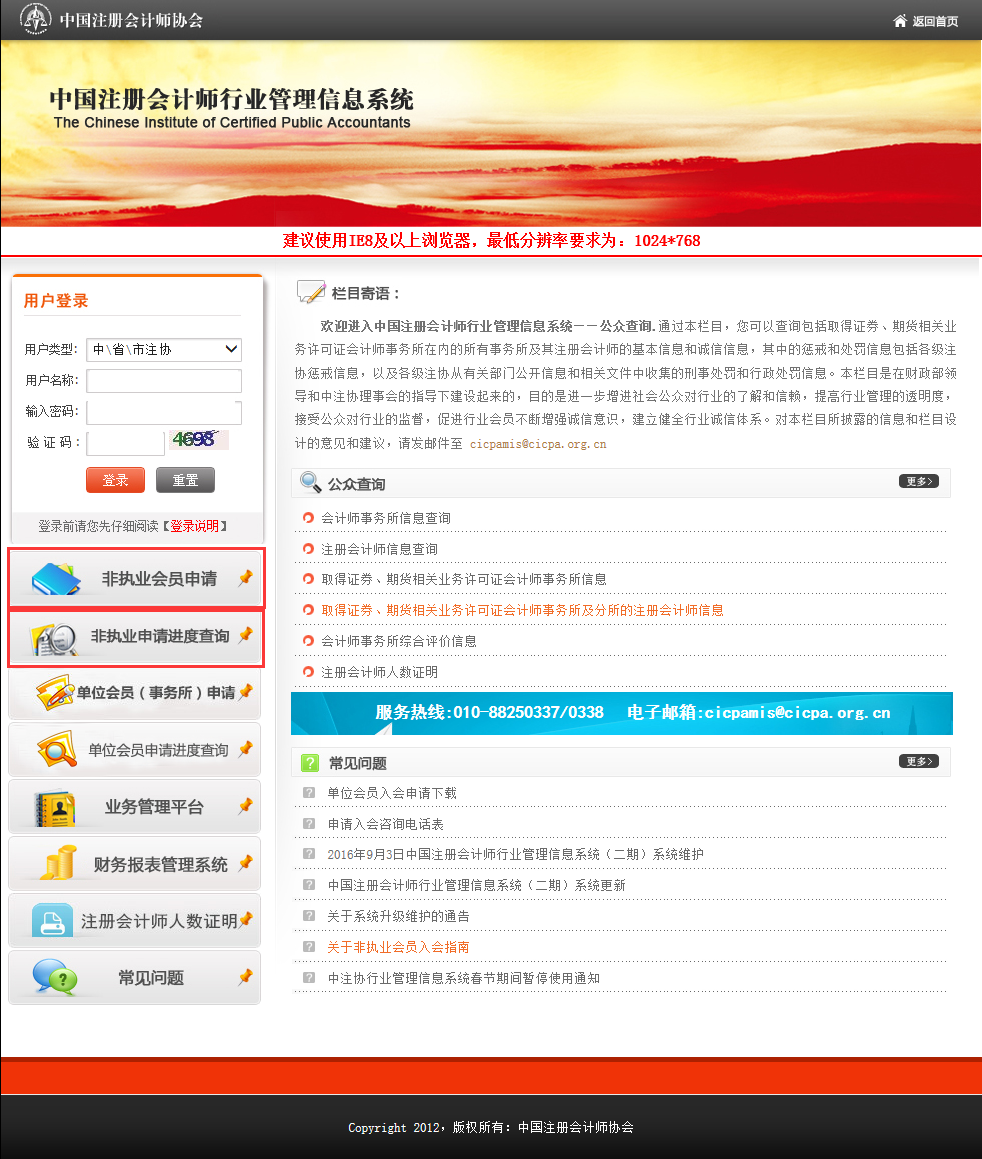 中国注册会计师协会
返回首页
中国注册会计师行业管理信息系统
The Chinese Institute of Certified Public Accountants
建议使用IE8及以上浏览器，最低分辨率要求为：1024*768
用户登录
用户类型：
中\省\市注协
用户名称：
输入密码：
验 证 码：
4698
登录
重置
登录前请您先仔细阅读【登录说明】
非执业会员申请
非执业申请进度查询
单位会员（事务所）申请
单位会员申请进度查询
业务管理平台
财务报表管理系统
注册会计师人数证明
常见问题
栏目寄语：
欢迎进入中国注册会计师行业管理信息系统－－公众查询.通过本栏目，您可以查询包括取得证券、期货相关业
务许可证会计师事务所在内的所有事务所及其注册会计师的基本信息和诚信信息，其中的惩戒和处罚信息包括各级注
协惩戒信息，以及各级注协从有关部门公开信息和相关文件中收集的刑事处罚和行政处罚信息。本栏目是在财政部领
导和中注协理事会的指导下建设起来的，目的是进一步增进社会公众对行业的了解和信赖，提高行业管理的透明度，
接受公众对行业的监督，促进行业会员不断增强诚信意识，建立健全行业诚信体系。对本栏目所披露的信息和栏目设
计的意见和建议，请发邮件至 cicpamis@cicpa.org.cn
公众查询
更多>
会计师事务所信息查询
注册会计师信息查询
取得证券、期货相关业务许可证会计师事务所信息
取得证券、期货相关业务许可证会计师事务所及分所的注册会计师信息
会计师事务所综合评价信息
注册会计师人数证明
服务热线:010-88250337/0338 电子邮箱:cicpamis@cicpa.org.cn
常见问题
更多>
单位会员入会申请下载
申请入会咨询电话表
2016年9月3日中国注册会计师行业管理信息系统（二期）系统维护
中国注册会计师行业管理信息系统（二期）系统更新
关于系统升级维护的通告
关于非执业会员入会指南
中注协行业管理信息系统春节期间暂停使用通知
Copyright 2012，版权所有：中国注册会计师协会